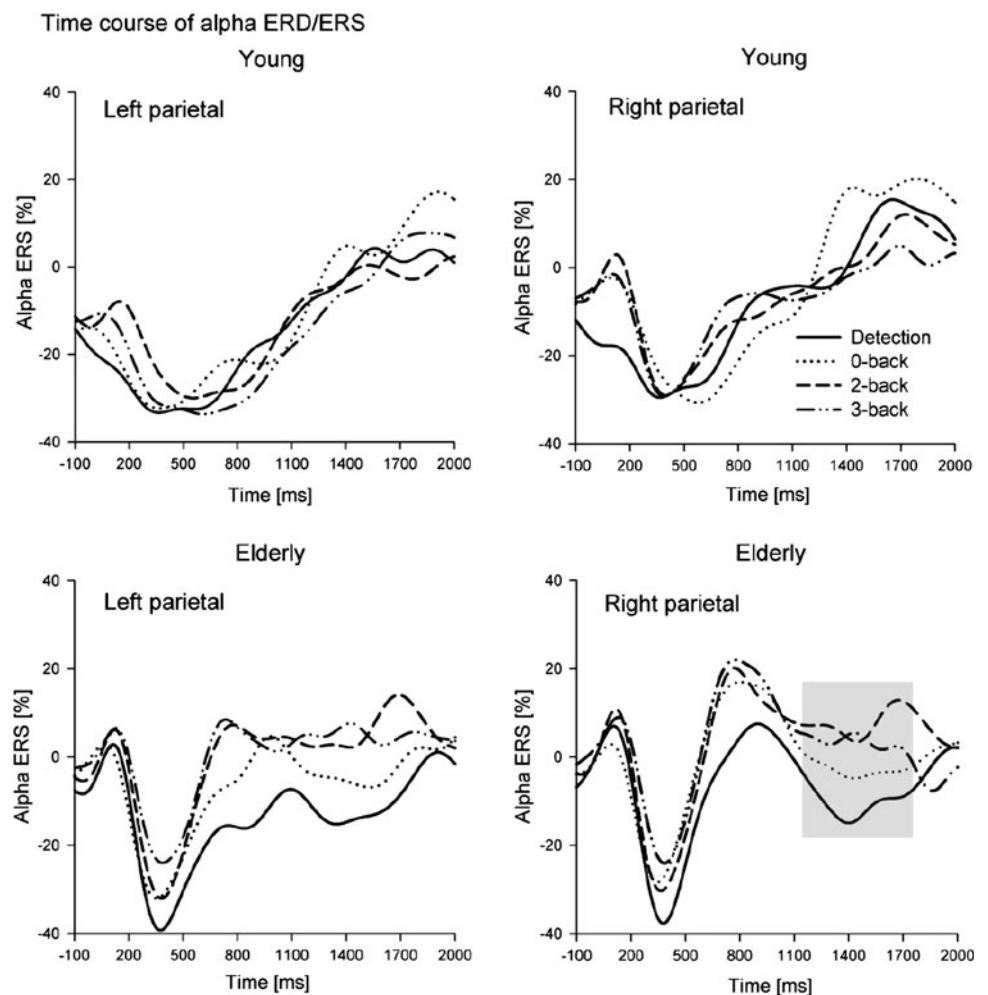 Time course of alpha ERD/ERS
Young
Left parietal
Alpha ERS [%]
40
20
0
-20
-40
-100 200 500 800 1100 1400 1700 2000
Time [ms]
Young
Right parietal
Alpha ERS [%]
40
20
0
-20
-40
Detection
0-back
2-back
3-back
-100 200 500 800 1100 1400 1700 2000
Time [ms]
Elderly
Left parietal
Alpha ERS [%]
40
20
0
-20
-40
-100 200 500 800 1100 1400 1700 2000
Time [ms]
Elderly
Right parietal
Alpha ERS [%]
40
20
0
-20
-40
-100 200 500 800 1100 1400 1700 2000
Time [ms]